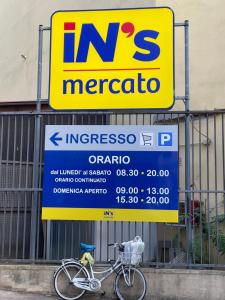 iN's
mercato
INGRESSO P
ORARIO
dal LUNEDI' al SABATO 08.30 • 20.00
ORARIO CONTINUATO
DOMENICA APERTO 09.00 • 13.00
15.30 • 20,00
iN's